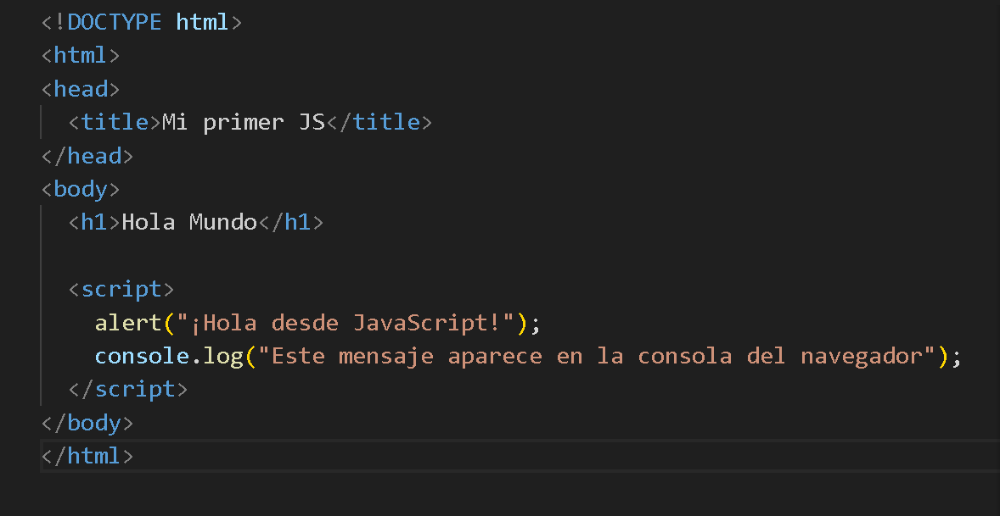 <!DOCTYPE html>
<html>
<head>
  <title>Mi primer JS</title>
</head>
<body>
  <h1>Hola Mundo</h1>

  <script>
    alert("¡Hola desde JavaScript!");
    console.log("Este mensaje aparece en la consola del navegador");
  </script>
</body>
</html>